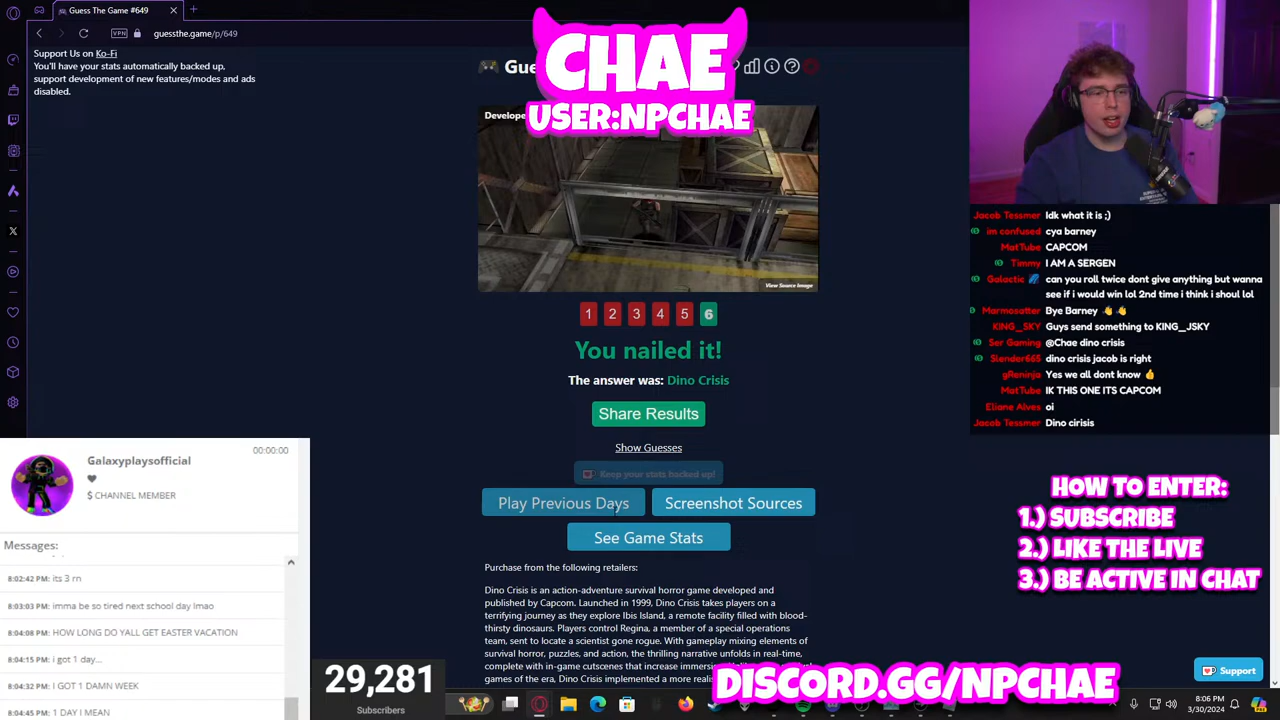 Guess The Game #649
VPN
guessthe.game/p/649
Support Us on Ko-Fi
You'll have your stats automatically backed up,
support development of new features/modes and ads
disabled.
CHAE
USER:NPCHAE
Gue
Develope
View Source Image
1 2 3 4 5 6
You nailed it!
The answer was: Dino Crisis
Share Results
Show Guesses
Keep your stats backed up!
Play Previous Days
Screenshot Sources
See Game Stats
Purchase from the following retailers:
Dino Crisis is an action-adventure survival horror game developed and
published by Capcom. Launched in 1999, Dino Crisis takes players on a
terrifying journey as they explore Ibis Island, a remote facility filled with blood-
thirsty dinosaurs. Players control Regina, a member of a special operations
team, sent to locate a scientist gone rogue. With gameplay mixing elements of
survival horror, puzzles, and action, the thrilling narrative unfolds in real-time,
complete with in-game cutscenes that increase
games of the era, Dino Crisis implemented a more
Jacob Tessmer Idk what it is ;)
im confused cya barney
MatTube CAPCOM
Timmy I AM A SERGEN
Galactic can you roll twice dont give anything but wanna
see if i would win lol 2nd time i think i shoul lol
Marmosotter Bye Barney
KING_SKY Guys send something to KING_JSKY
Ser Gaming @Chae dino crisis
Slender665 dino crisis jacob is right
gReninja Yes we all dont know
MatTube IK THIS ONE ITS CAPCOM
Eliane Alves oi
Jacob Tessmer Dino cirisis
HOW TO ENTER:
1.) SUBSCRIBE
2.) LIKE THE LIVE
3.) BE ACTIVE IN CHAT
Galaxyplaysofficial
00:00:00
$ CHANNEL MEMBER
Messages:
8:02:42 PM: its 3 rn
8:03:03 PM: imma be so tired next school day lmao
8:04:08 PM: HOW LONG DO YALL GET EASTER VACATION
8:04:15 PM: i got 1 day...
8:04:32 PM: I GOT 1 DAMN WEEK
8:04:45 PM: 1 DAY I MEAN
29,281
Subscribers
DISCORD.GG/NPCHAE
Support
8:06 PM
3/30/2024